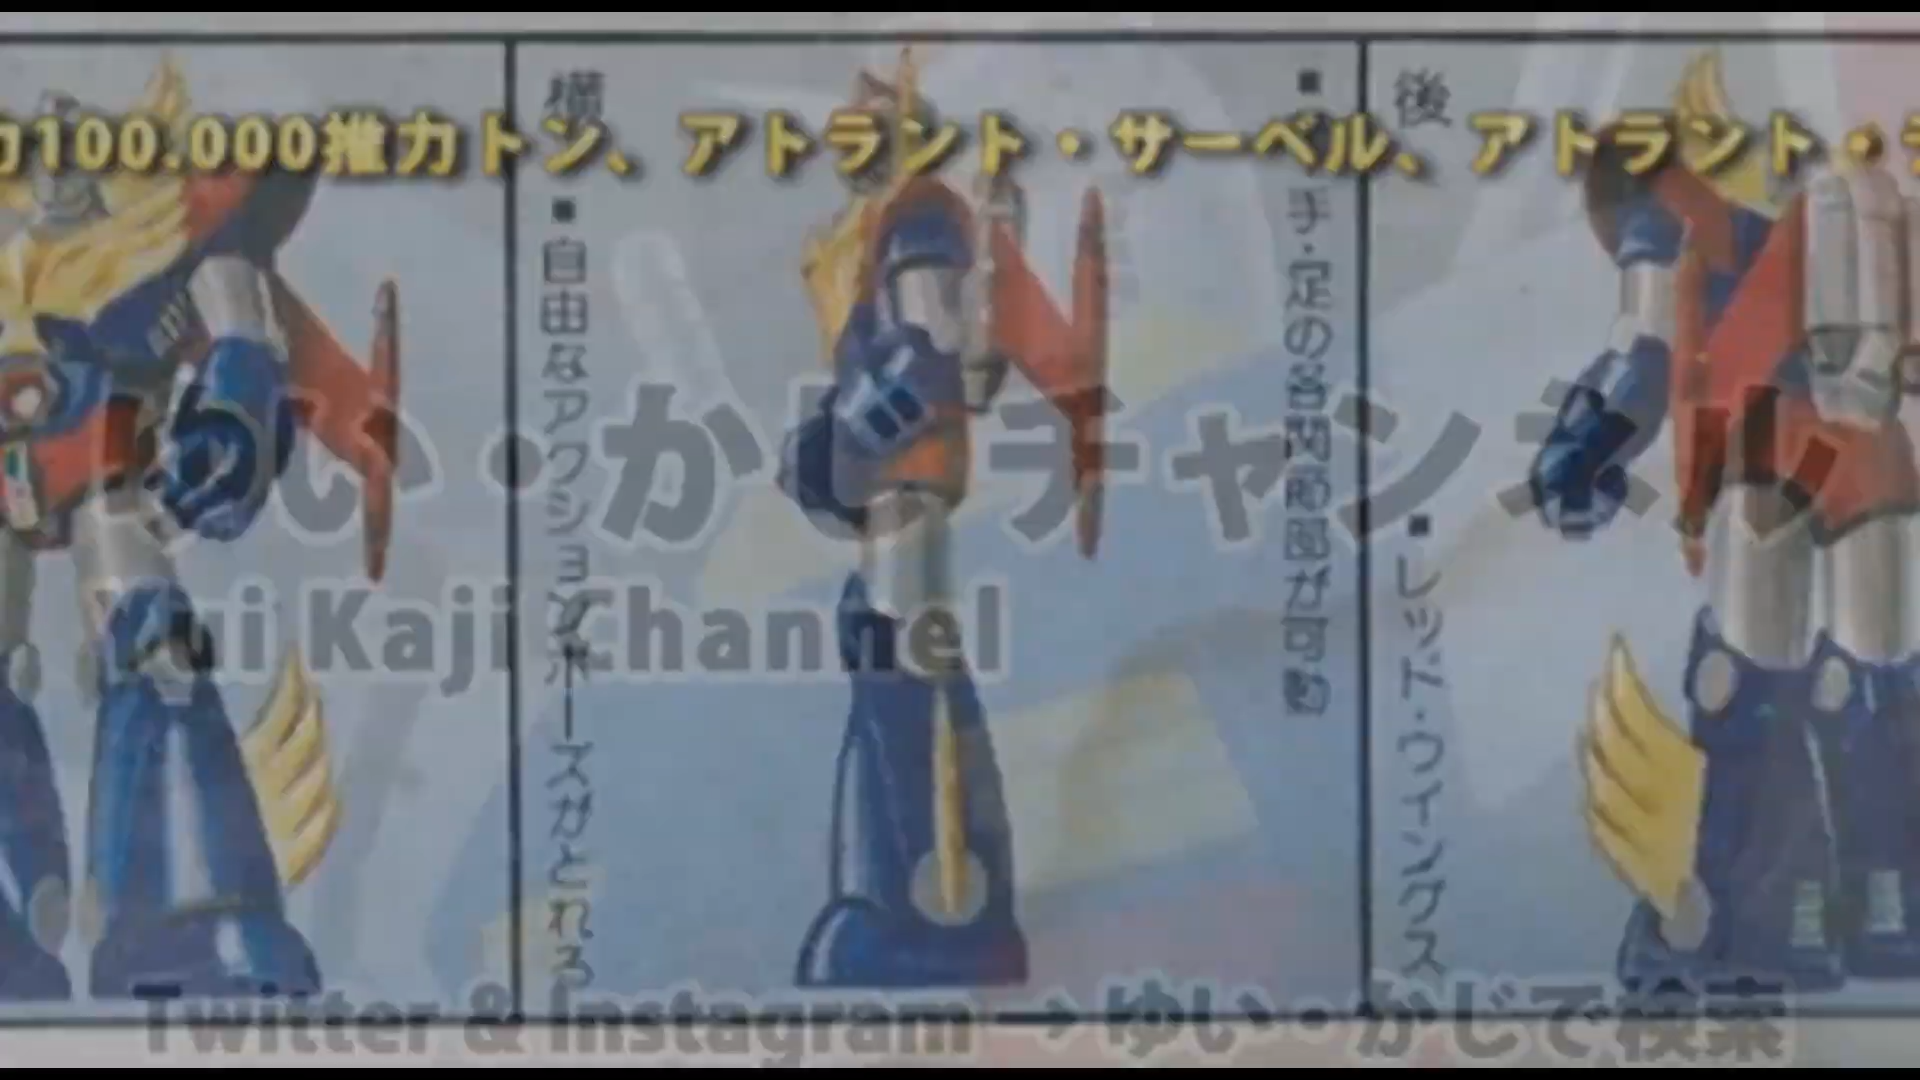 力100.000推力トン、アトラント・サーベル、アトラント・ラ
横
■自由なアクションポーズがとれる
■手・足の各関節部が可動
後
■レッド・ウイングス
ゆい・かじチャンネル
Yui Kaji Channel
Twitter & Instagram → ゆい・かじで検索